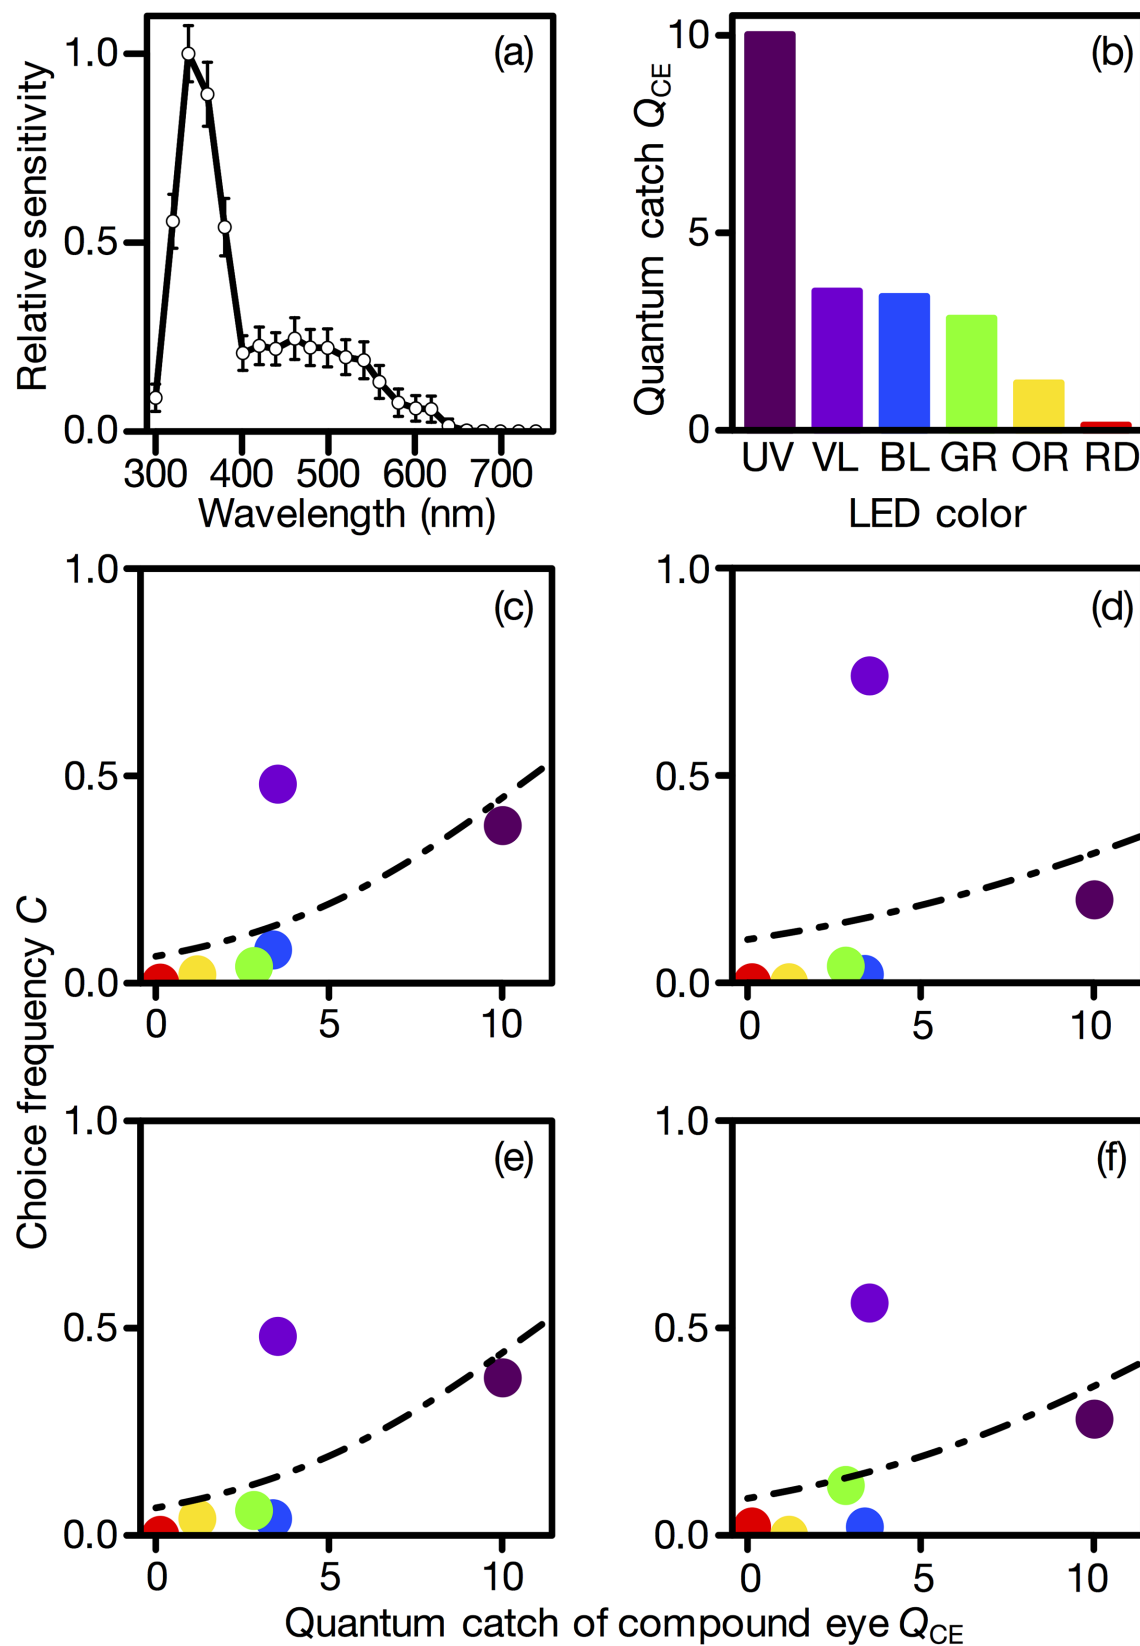 (a)
1.0
0.5
0.0
Relative sensitivity
300 400 500 600 700
Wavelength (nm)
(b)
10
5
0
Quantum catch QCE
UV VL BL GR OR RD
LED color
(c)
1.0
0.5
0.0
0 5 10
(d)
1.0
0.5
0.0
0 5 10
Choice frequency C
(e)
1.0
0.5
0.0
0 5 10
(f)
1.0
0.5
0.0
0 5 10
Quantum catch of compound eye QCE